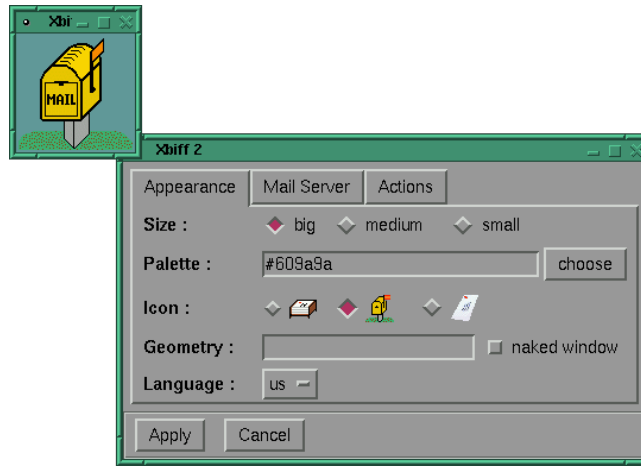 Xbi
MAIL
Xbiff 2
Appearance Mail Server Actions
Size : big medium small
Palette : #609a9a choose
Icon :
Geometry : naked window
Language : us
Apply Cancel